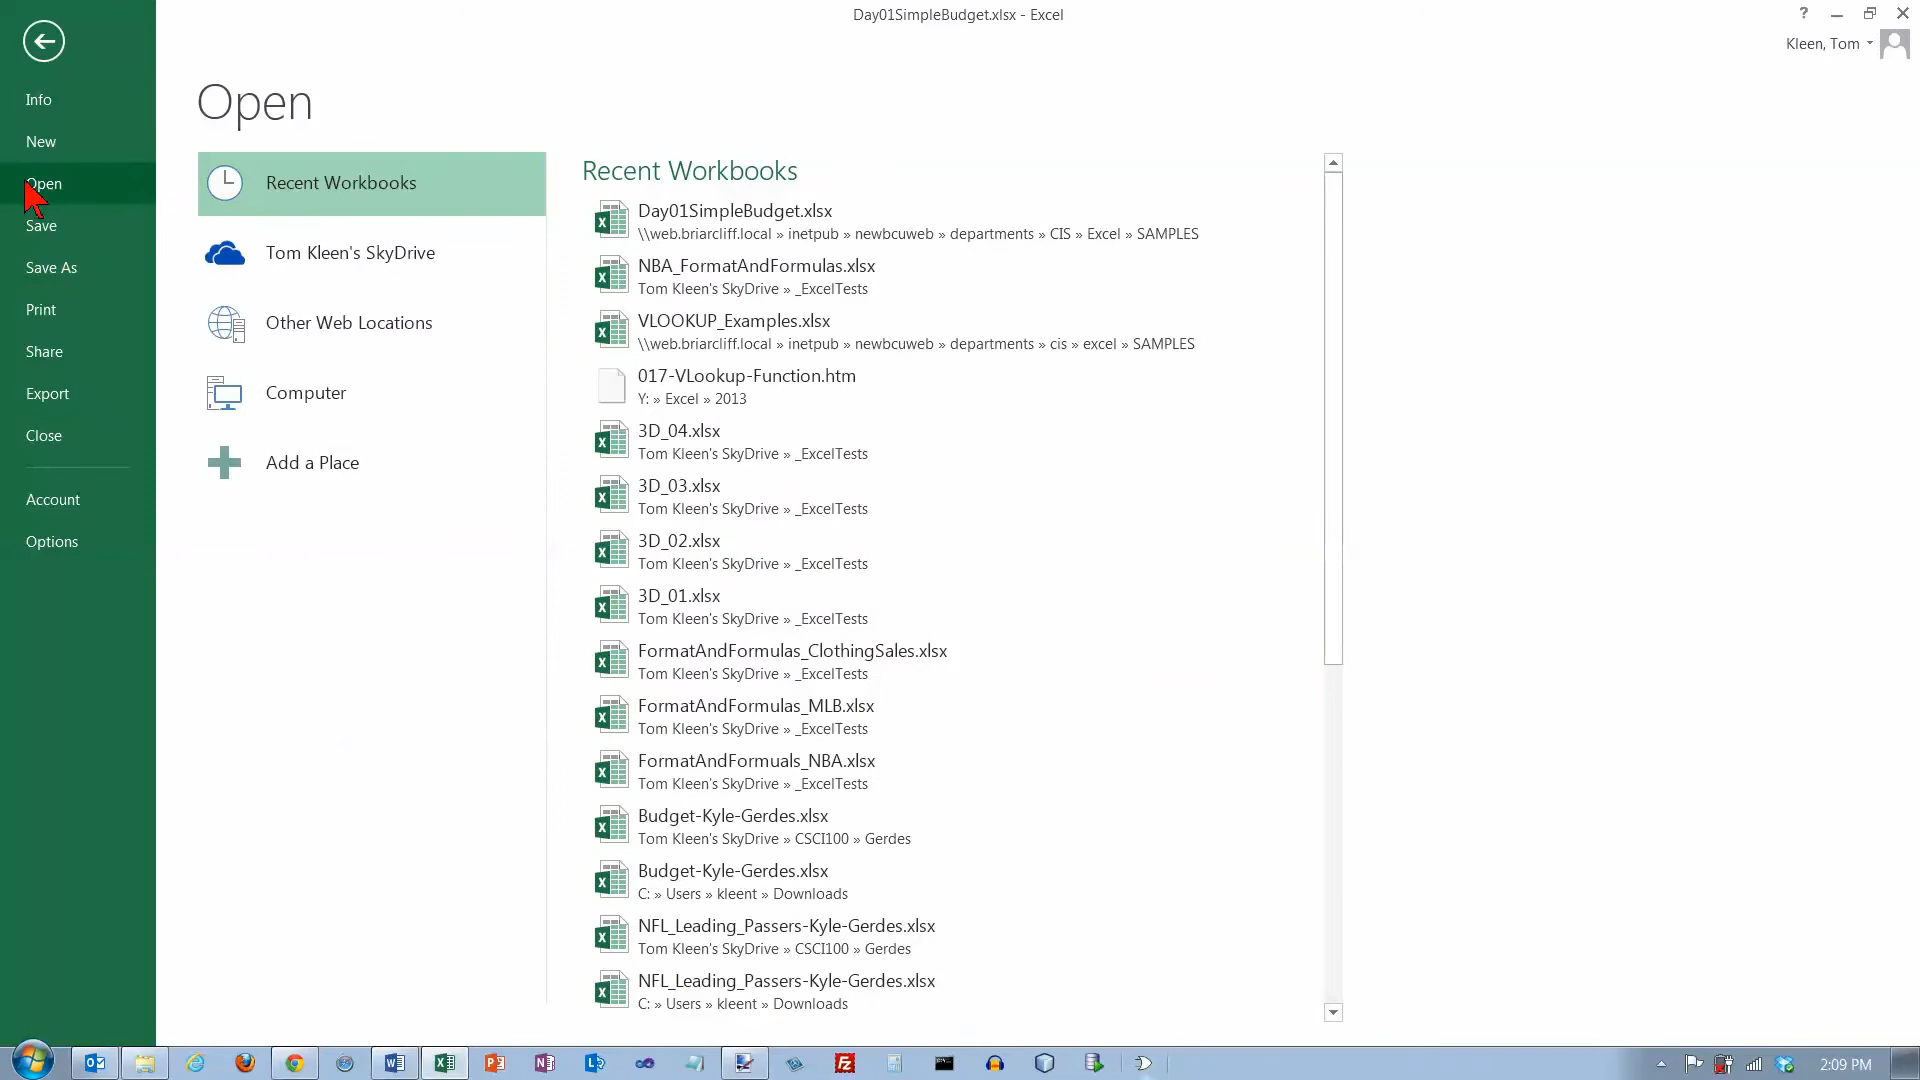 Day01SimpleBudget.xlsx - Excel
?
Kleen, Tom
Info
New
Open
Save
Save As
Print
Share
Export
Close
Account
Options
Open
Recent Workbooks
Tom Kleen's SkyDrive
Other Web Locations
Computer
Add a Place
Recent Workbooks
Day01SimpleBudget.xlsx
\\web.briarcliff.local » inetpub » newbcuweb » departments » CIS » Excel » SAMPLES
NBA_FormatAndFormulas.xlsx
Tom Kleen's SkyDrive » _ExcelTests
VLOOKUP_Examples.xlsx
\\web.briarcliff.local » inetpub » newbcuweb » departments » cis » excel » SAMPLES
017-VLookup-Function.htm
Y: » Excel » 2013
3D_04.xlsx
Tom Kleen's SkyDrive » _ExcelTests
3D_03.xlsx
Tom Kleen's SkyDrive » _ExcelTests
3D_02.xlsx
Tom Kleen's SkyDrive » _ExcelTests
3D_01.xlsx
Tom Kleen's SkyDrive » _ExcelTests
FormatAndFormulas_ClothingSales.xlsx
Tom Kleen's SkyDrive » _ExcelTests
FormatAndFormulas_MLB.xlsx
Tom Kleen's SkyDrive » _ExcelTests
FormatAndFormuals_NBA.xlsx
Tom Kleen's SkyDrive » _ExcelTests
Budget-Kyle-Gerdes.xlsx
Tom Kleen's SkyDrive » CSCI100 » Gerdes
Budget-Kyle-Gerdes.xlsx
C: » Users » kleent » Downloads
NFL_Leading_Passers-Kyle-Gerdes.xlsx
Tom Kleen's SkyDrive » CSCI100 » Gerdes
NFL_Leading_Passers-Kyle-Gerdes.xlsx
C: » Users » kleent » Downloads
2:09 PM